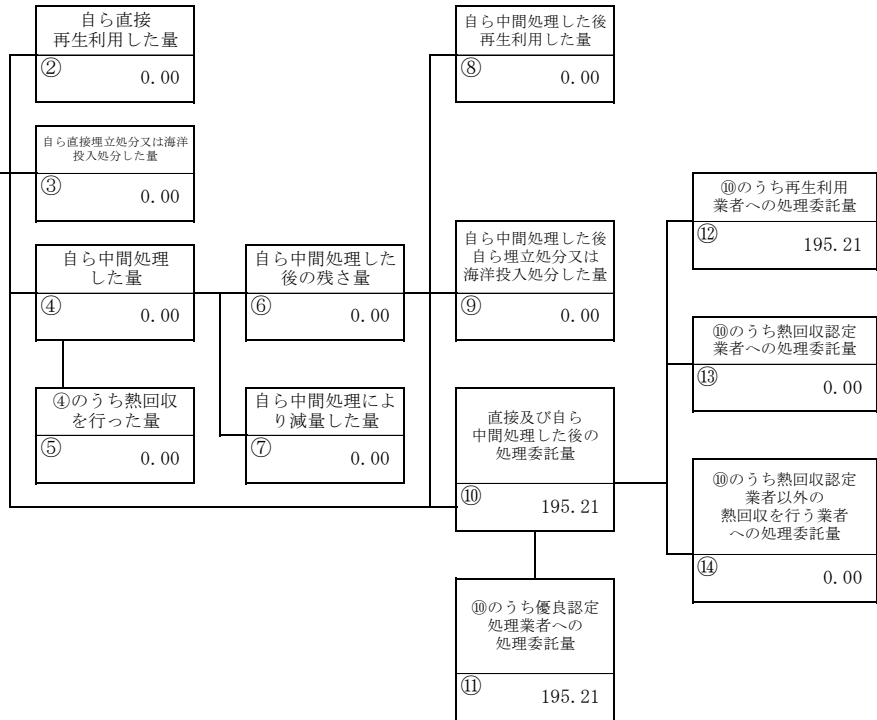 自ら直接
再生利用した量
②
0.00
自ら直接埋立処分又は海洋
投入処分した量
③
0.00
自ら中間処理
した量
④
0.00
④のうち熱回収
を行った量
⑤
0.00
自ら中間処理した
後の残さ量
⑥
0.00
自ら中間処理によ
り減量した量
⑦
0.00
自ら中間処理した後
再生利用した量
⑧
0.00
自ら中間処理した後
自ら埋立処分又は
海洋投入処分した量
⑨
0.00
直接及び自ら
中間処理した後の
処理委託量
⑩
195.21
⑩のうち優良認定
処理業者への
処理委託量
⑪
195.21
⑩のうち再生利用
業者への処理委託量
⑫
195.21
⑩のうち熱回収認定
業者への処理委託量
⑬
0.00
⑩のうち熱回収認定
業者以外の
熱回収を行う業者
への処理委託量
⑭
0.00